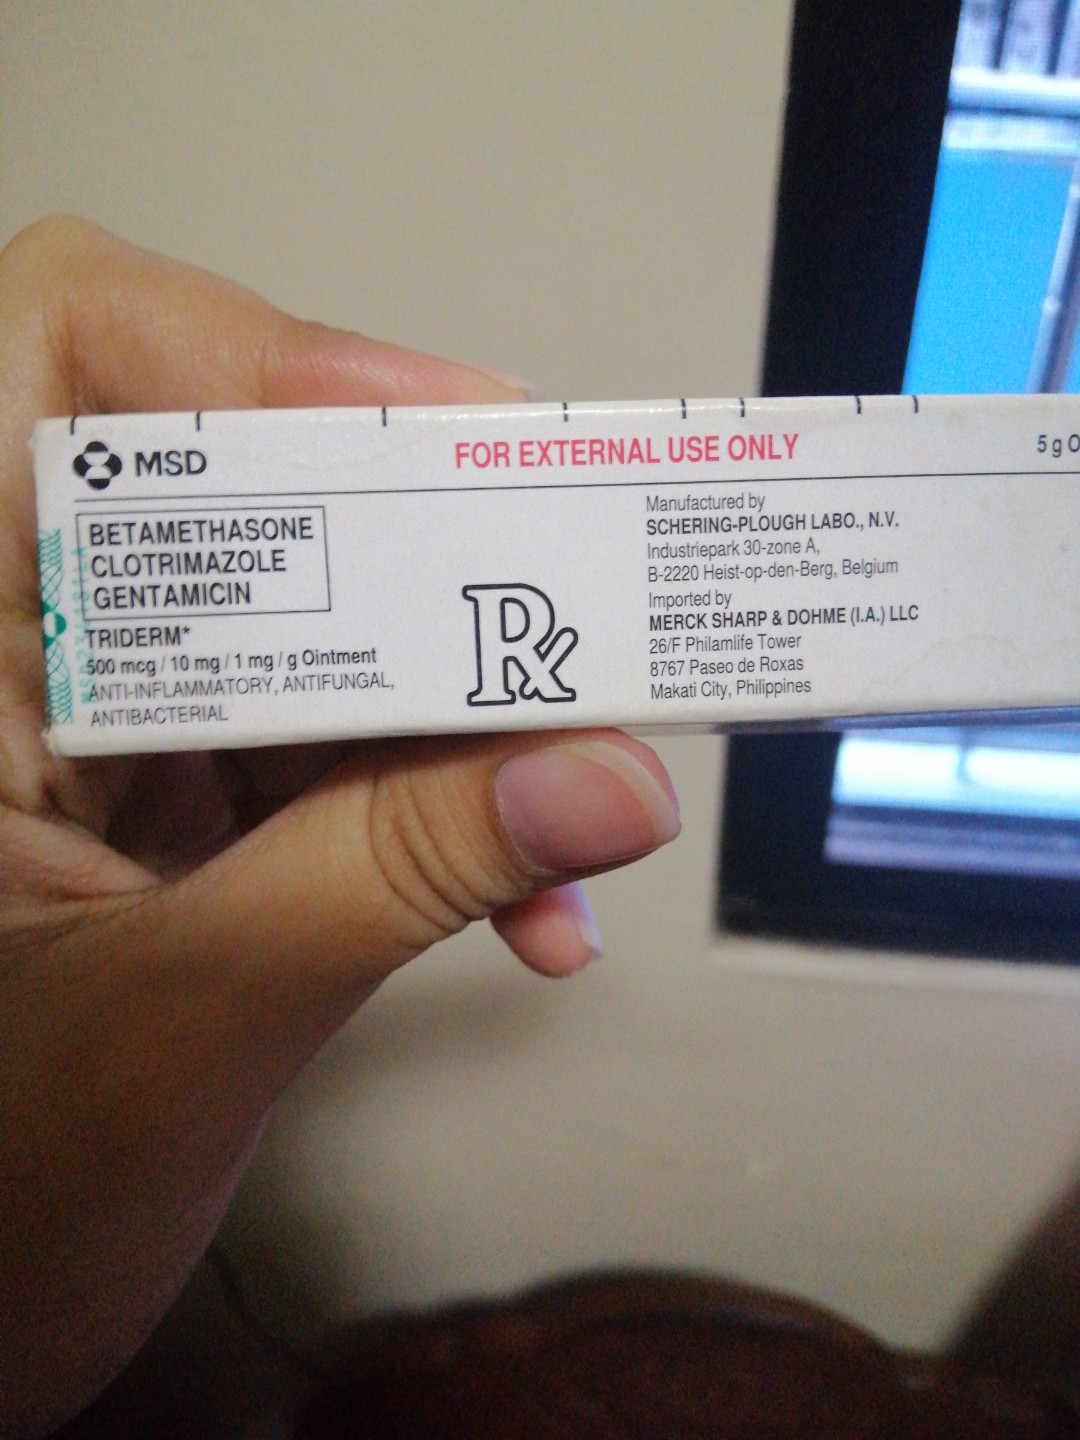 MSD
FOR EXTERNAL USE ONLY
5 g
BETAMETHASONE
CLOTRIMAZOLE
GENTAMICIN
TRIDERM*
500 mcg / 10 mg / 1 mg / g Ointment
ANTI-INFLAMMATORY, ANTIFUNGAL,
ANTIBACTERIAL
Rx
Manufactured by
SCHERING-PLOUGH LABO., N.V.
Industriepark 30-zone A,
B-2220 Heist-op-den-Berg, Belgium
Imported by
MERCK SHARP & DOHME (I.A.) LLC
26/F Philamlife Tower
8767 Paseo de Roxas
Makati City, Philippines